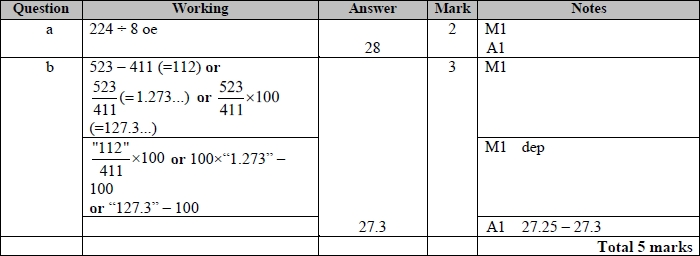 Question Working Answer Mark Notes
a 224 ÷ 8 oe 2 M1
28 A1
b 523 – 411 (=112) or 3 M1
523/411 (=1.273...) or 523/411 ×100
(=127.3...)
"112"/411 ×100 or 100×“1.273” – M1 dep
100
or “127.3” – 100
27.3 A1 27.25 – 27.3
Total 5 marks